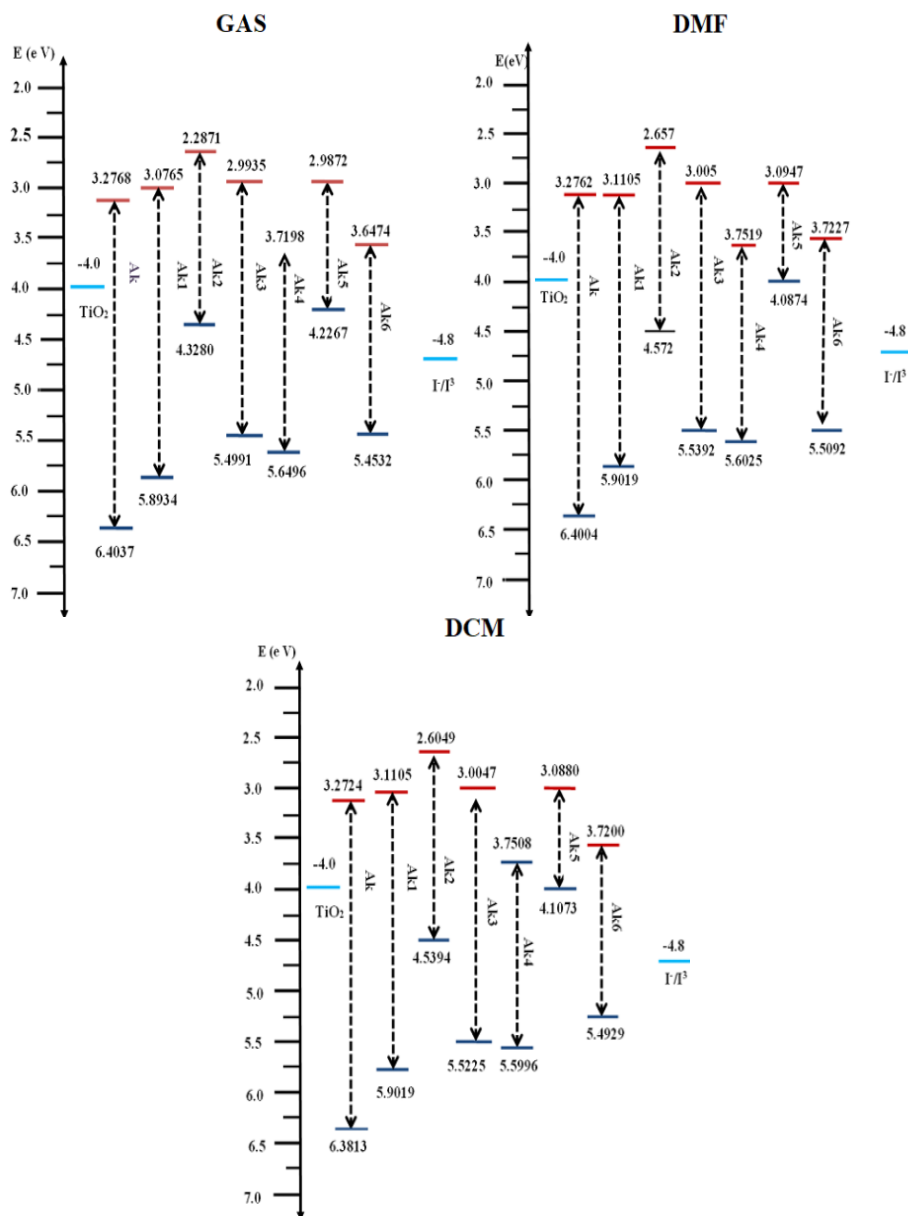 GAS
E (e V)
2.0
3.0
3.5
4.0
4.5
5.0
5.5
6.0
6.5
7.0
3.2768
3.0765
2.2871
2.9935
3.7198
2.9872
3.6474
-4.0
TiO₂
Ak
Ak1
Ak2
Ak3
Ak4
Ak5
Ak6
6.4037
5.8934
4.3280
5.4991
5.6496
4.2267
5.4532
-4.8
I⁻/I³
DMF
E(eV)
2.0
2.5
3.0
3.5
4.0
4.5
5.0
5.5
6.0
6.5
7.0
3.2762
3.1105
2.657
3.005
3.7519
3.0947
3.7227
-4.0
TiO₂
Ak
Ak1
Ak2
Ak3
Ak4
Ak5
Ak6
6.4004
5.9019
4.572
5.5392
5.6025
4.0874
5.5092
-4.8
I⁻/I³
DCM
E (e V)
2.0
2.5
3.0
3.5
4.0
4.5
5.0
5.5
6.0
6.5
7.0
3.2724
3.1105
2.6049
3.0047
3.7508
3.0880
3.7200
-4.0
TiO₂
Ak
Ak1
Ak2
Ak3
Ak4
Ak5
Ak6
6.3813
5.9019
4.5394
5.5225
5.5996
4.1073
5.4929
-4.8
I⁻/I³